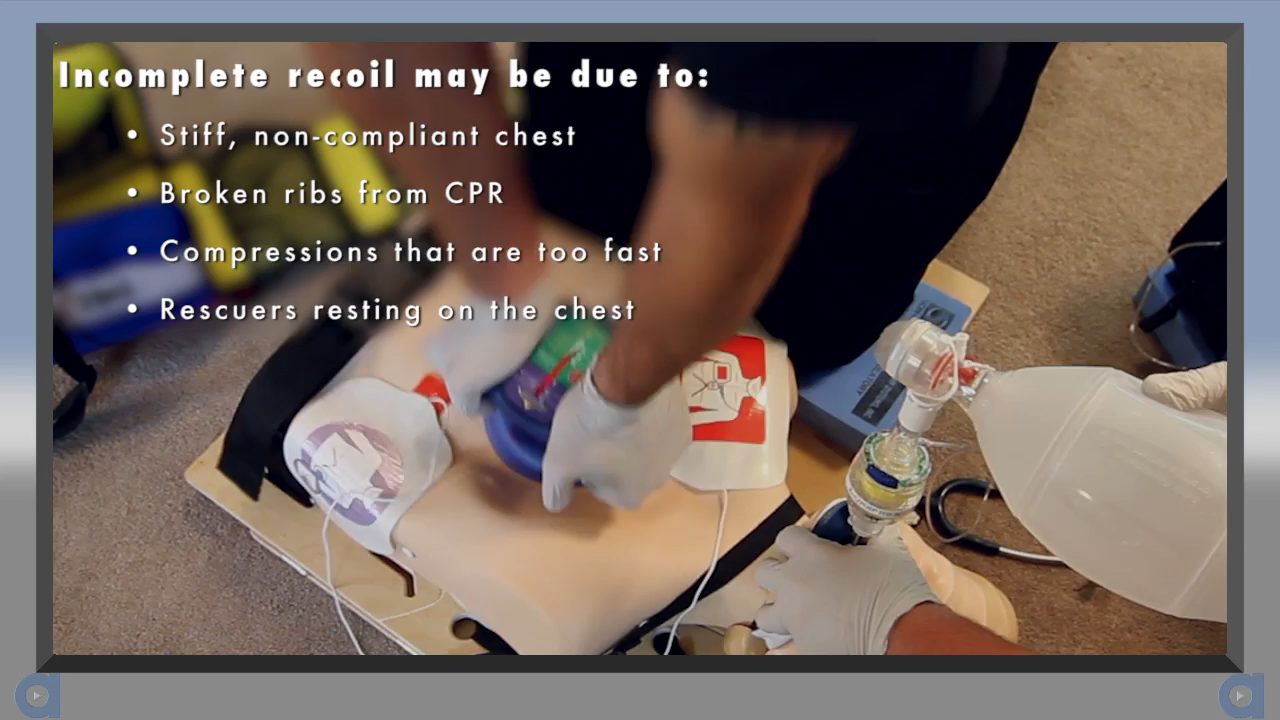 Incomplete recoil may be due to:
• Stiff, non-compliant chest
• Broken ribs from CPR
• Compressions that are too fast
• Rescuers resting on the chest